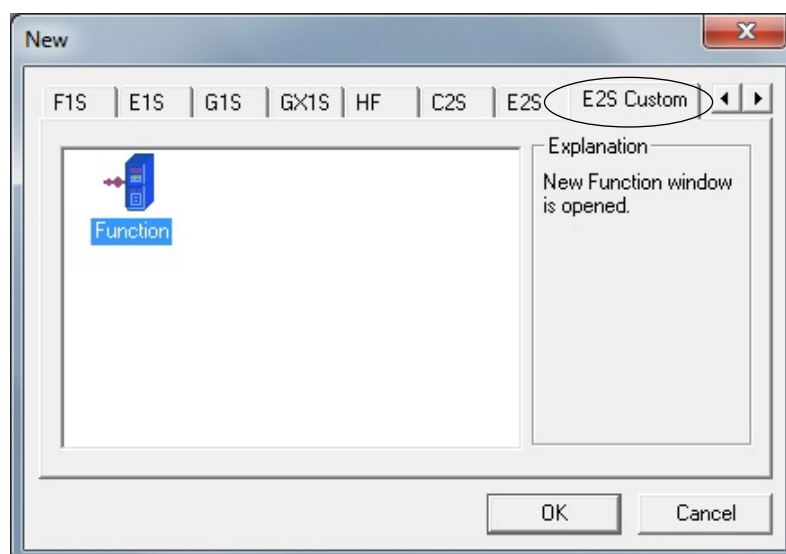 New
F1S E1S G1S GX1S HF C2S E2S E2S Custom
Function
Explanation
New Function window
is opened.
OK Cancel